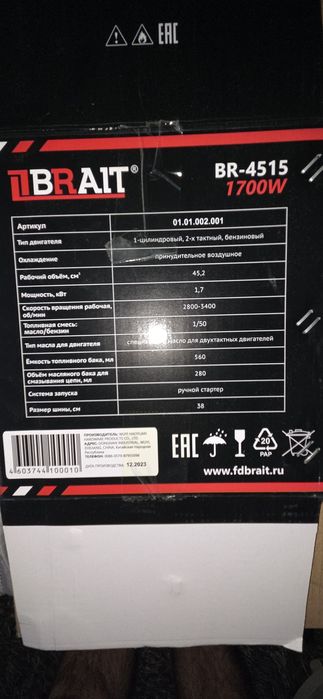 EAC
BRAIT®
BR-4515
1700W
Артикул 01.01.002.001
Тип двигателя 1-цилиндровый, 2-х тактный, бензиновый
Охлаждение принудительное воздушное
Рабочий объём, см³ 45,2
Мощность, кВт 1,7
Скорость вращения рабочая, об/мин 2800-3400
Топливная смесь: масло/бензин 1/50
Тип масла для двигателя масло для двухтактных двигателей
Ёмкость топливного бака, мл 560
Объём масляного бака для смазывания цепи, мл 280
Система запуска ручной стартер
Размер шины, см 38
4603744100010
ДАТА ПРОИЗВОДСТВА: 12.2023
EAC
20
PAP
www.fdbrait.ru